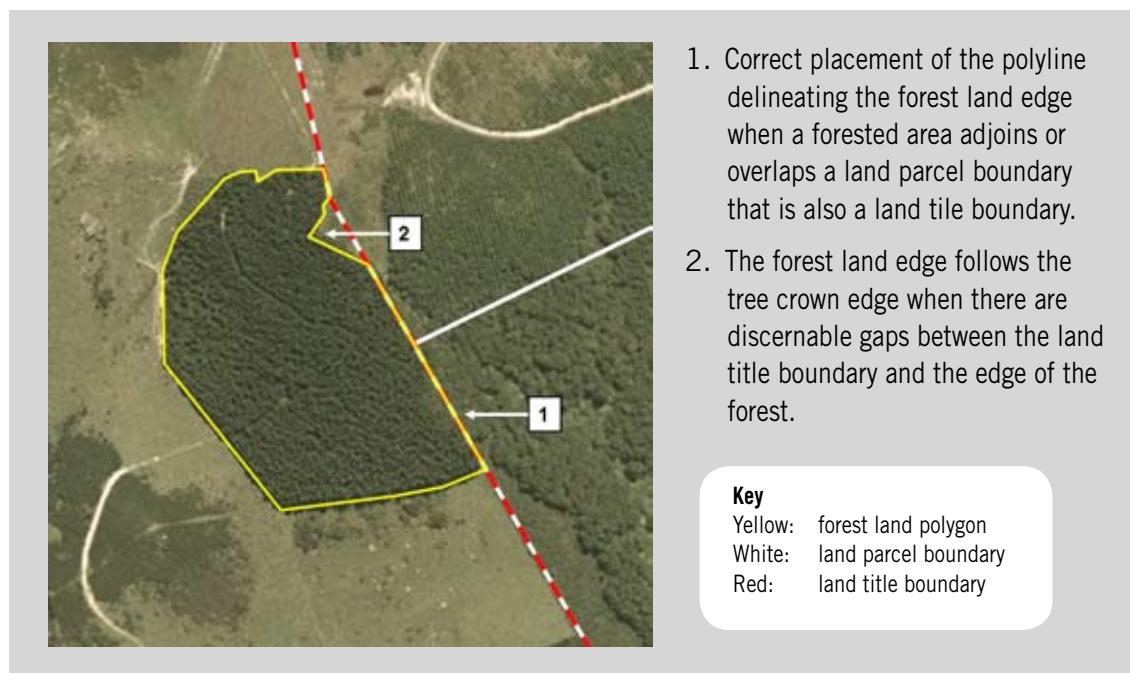 1. Correct placement of the polyline
delineating the forest land edge
when a forested area adjoins or
overlaps a land parcel boundary
that is also a land tile boundary.
2
2. The forest land edge follows the
tree crown edge when there are
discernable gaps between the land
title boundary and the edge of the
forest.
1
Key
Yellow: forest land polygon
White: land parcel boundary
Red: land title boundary